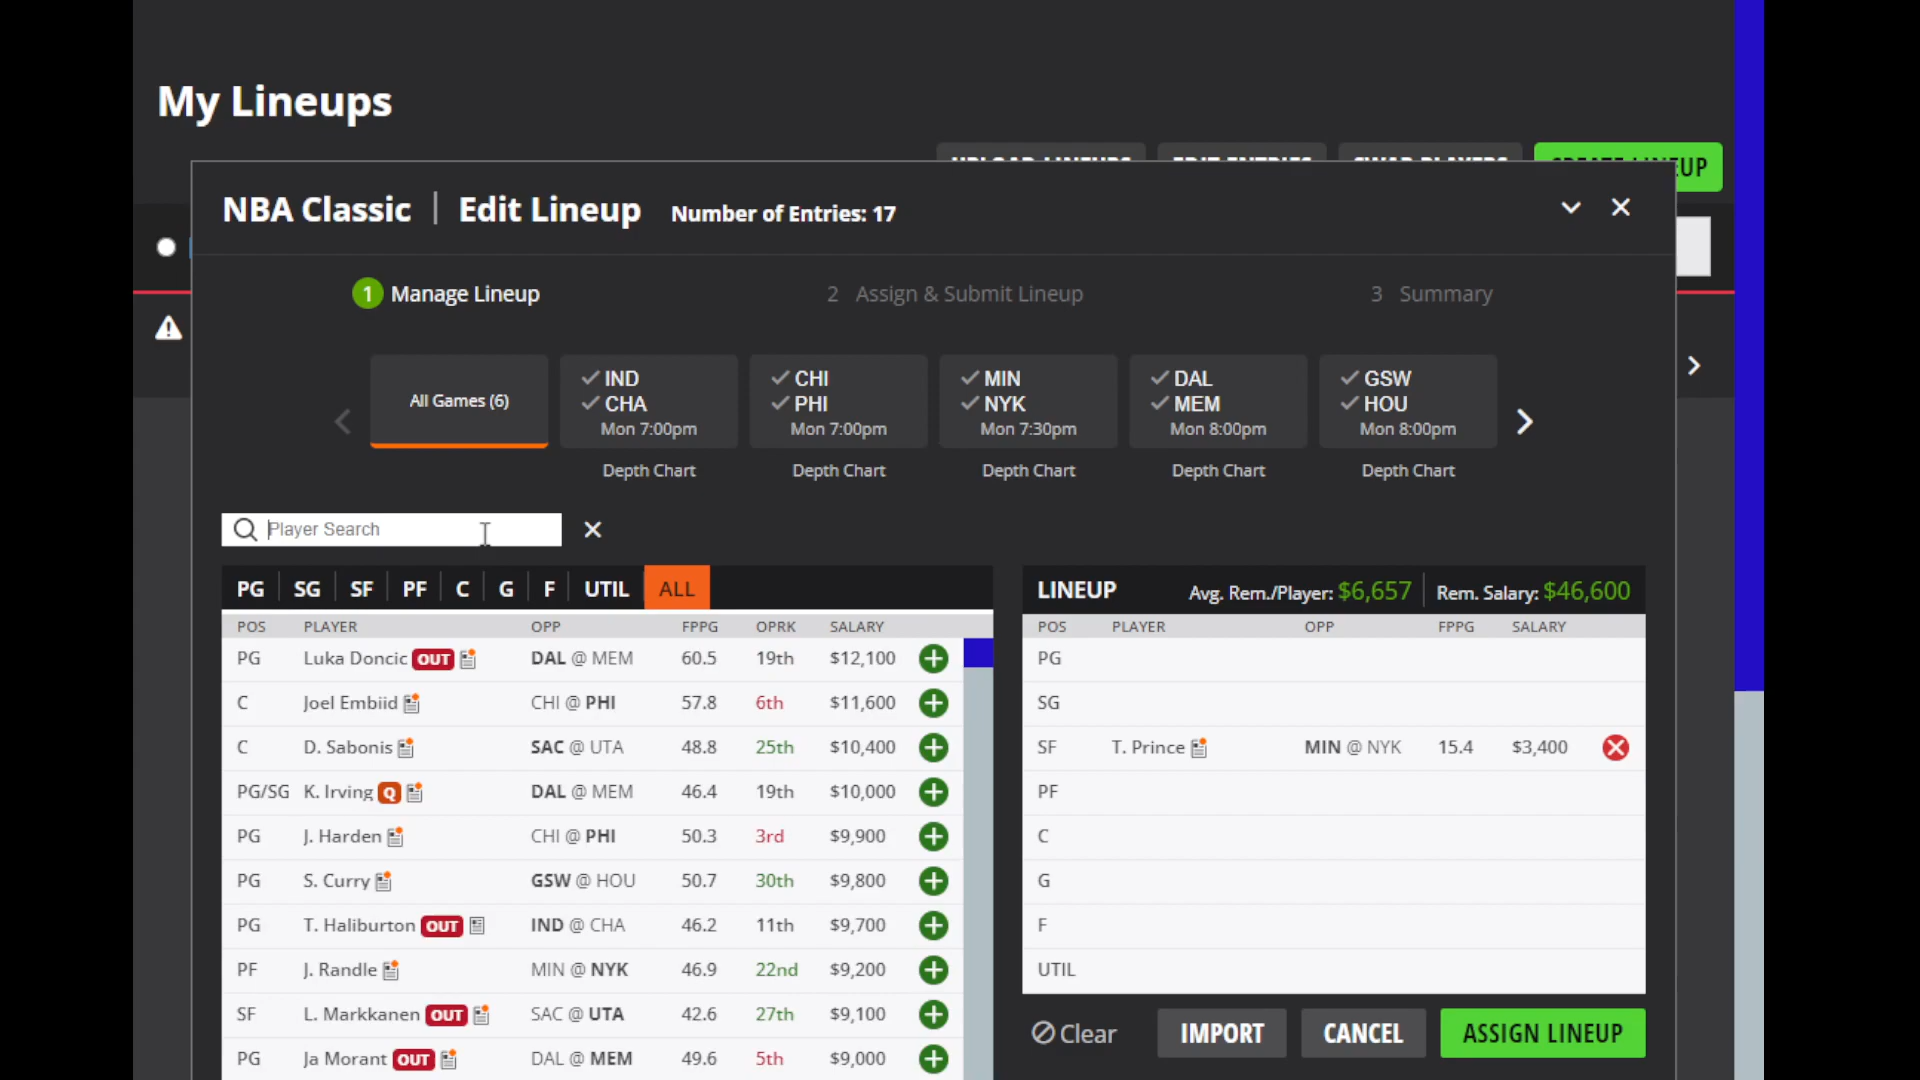 My Lineups
UPLOAD LINEUPS EDIT ENTRIES SWAP PLAYERS CREATE LINEUP
NBA Classic | Edit Lineup Number of Entries: 17
1 Manage Lineup 2 Assign & Submit Lineup 3 Summary
All Games (6)
IND
CHA
Mon 7:00pm
Depth Chart
CHI
PHI
Mon 7:00pm
Depth Chart
MIN
NYK
Mon 7:30pm
Depth Chart
DAL
MEM
Mon 8:00pm
Depth Chart
GSW
HOU
Mon 8:00pm
Depth Chart
Player Search
PG SG SF PF C G F UTIL ALL
POS PLAYER OPP FPPG OPRK SALARY
PG Luka Doncic OUT DAL @ MEM 60.5 19th $12,100
C Joel Embiid CHI @ PHI 57.8 6th $11,600
C D. Sabonis SAC @ UTA 48.8 25th $10,400
PG/SG K. Irving Q DAL @ MEM 46.4 19th $10,000
PG J. Harden CHI @ PHI 50.3 3rd $9,900
PG S. Curry GSW @ HOU 50.7 30th $9,800
PG T. Haliburton OUT IND @ CHA 46.2 11th $9,700
PF J. Randle MIN @ NYK 46.9 22nd $9,200
SF L. Markkanen OUT SAC @ UTA 42.6 27th $9,100
PG Ja Morant OUT DAL @ MEM 49.6 5th $9,000
LINEUP Avg. Rem./Player: $6,657 Rem. Salary: $46,600
POS PLAYER OPP FPPG SALARY
PG
SG
SF T. Prince MIN @ NYK 15.4 $3,400
PF
C
G
F
UTIL
Clear IMPORT CANCEL ASSIGN LINEUP